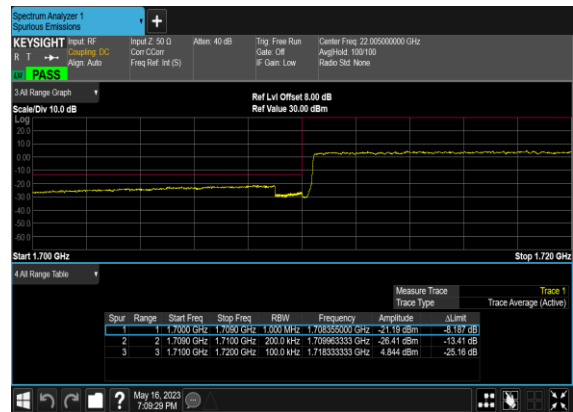 Spectrum Analyzer 1
Spurious Emissions
+
KEYSIGHT Input: RF Input Z: 50 Ω Atten: 40 dB Trig: Free Run Center Freq: 22.005000000 GHz
R T Coupling: DC Corr CCorr Gate: Off Avg|Hold: 100/100
Align: Auto Freq Ref: Int (S) IF Gain: Low Radio Std: None
LW PASS
3 All Range Graph
Ref Lvl Offset 8.00 dB
Scale/Div 10.0 dB Ref Value 30.00 dBm
Log
20.0
10.0
0.00
-10.0
-20.0
-30.0
-40.0
-50.0
-60.0
Start 1.700 GHz Stop 1.720 GHz
4 All Range Table
Measure Trace Trace 1
Trace Type Trace Average (Active)
Spur Range Start Freq Stop Freq RBW Frequency Amplitude ΔLimit
1 1 1.7000 GHz 1.7090 GHz 1.000 MHz 1.708355000 GHz -21.19 dBm -8.187 dB
2 2 1.7090 GHz 1.7100 GHz 200.0 kHz 1.709963333 GHz -26.41 dBm -13.41 dB
3 3 1.7100 GHz 1.7200 GHz 100.0 kHz 1.718333333 GHz 4.844 dBm -25.16 dB
? May 16, 2023
7:09:29 PM